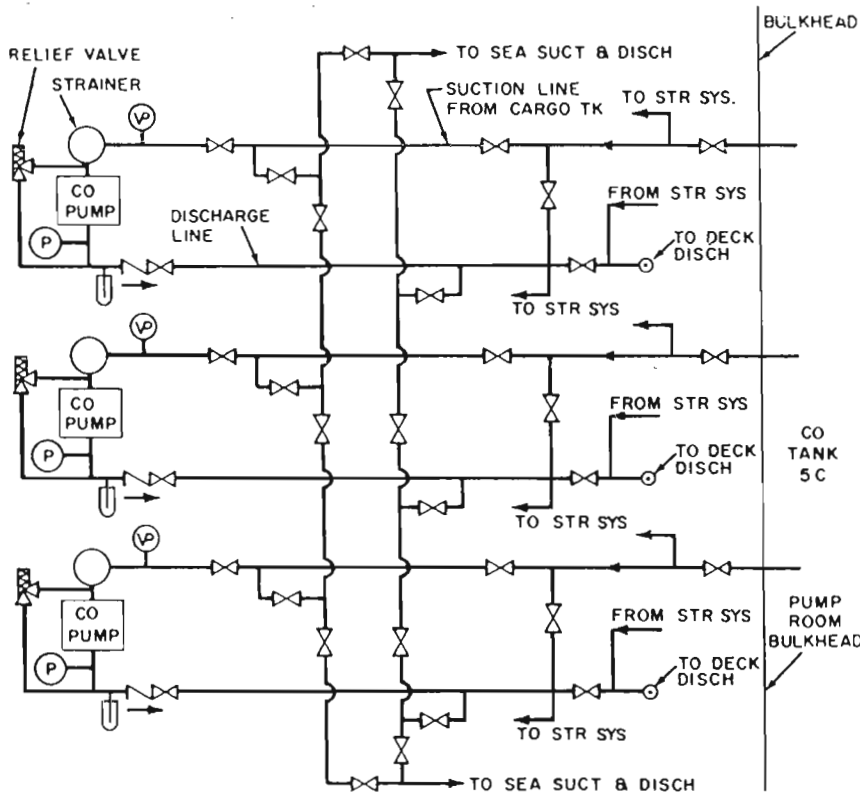 BULKHEAD
RELIEF VALVE
STRAINER
TO SEA SUCT & DISCH
SUCTION LINE
FROM CARGO TK
TO STR SYS.
VP
CO
PUMP
FROM STR SYS
DISCHARGE
LINE
P
TO DECK
DISCH
TO STR SYS
VP
CO
PUMP
FROM STR SYS
P
TO DECK
DISCH
CO
TANK
5C
TO STR SYS
VP
CO
PUMP
FROM STR SYS
PUMP
ROOM
BULKHEAD
P
TO DECK
DISCH
TO STR SYS
TO SEA SUCT & DISCH